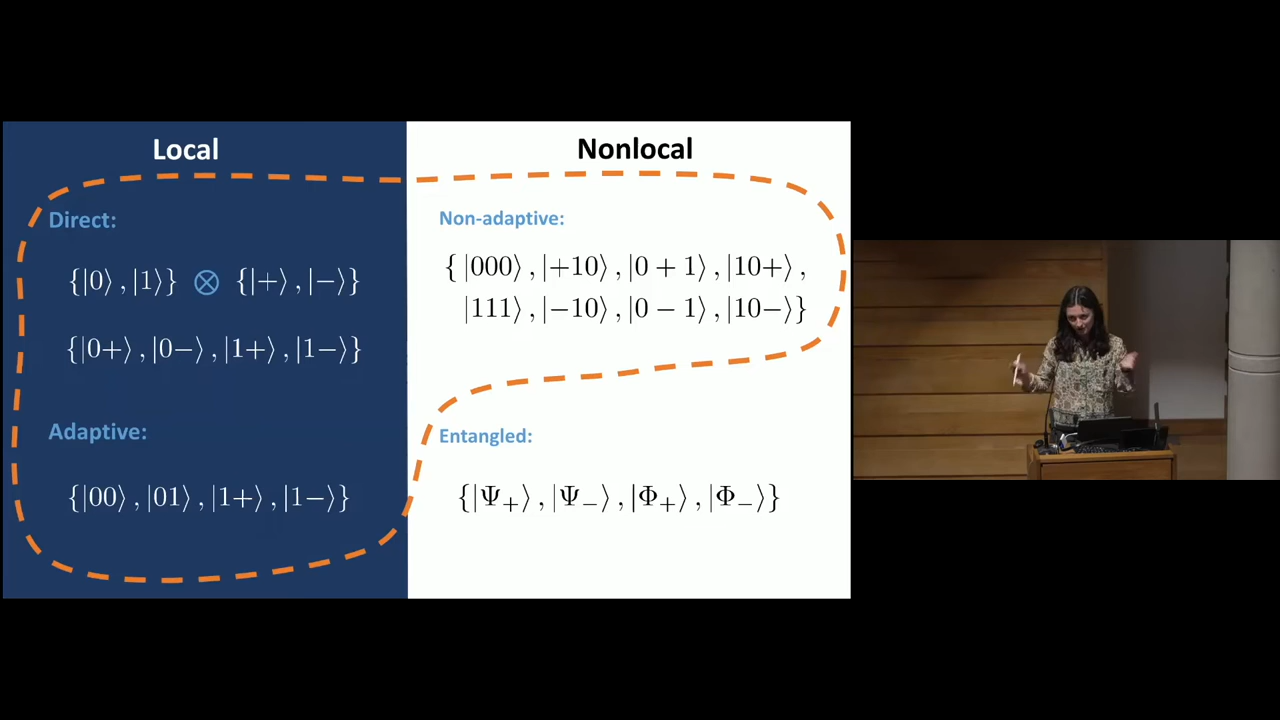 Local
Direct:
{|0⟩, |1⟩} ⊗ {|+⟩, |−⟩}
{|0+⟩, |0−⟩, |1+⟩, |1−⟩}
Adaptive:
{|00⟩, |01⟩, |1+⟩, |1−⟩}
Nonlocal
Non-adaptive:
{ |000⟩, |+10⟩, |0 + 1⟩, |10+⟩,
|111⟩, |−10⟩, |0 − 1⟩, |10−⟩}
Entangled:
{|Ψ₊⟩, |Ψ₋⟩, |Φ₊⟩, |Φ₋⟩}